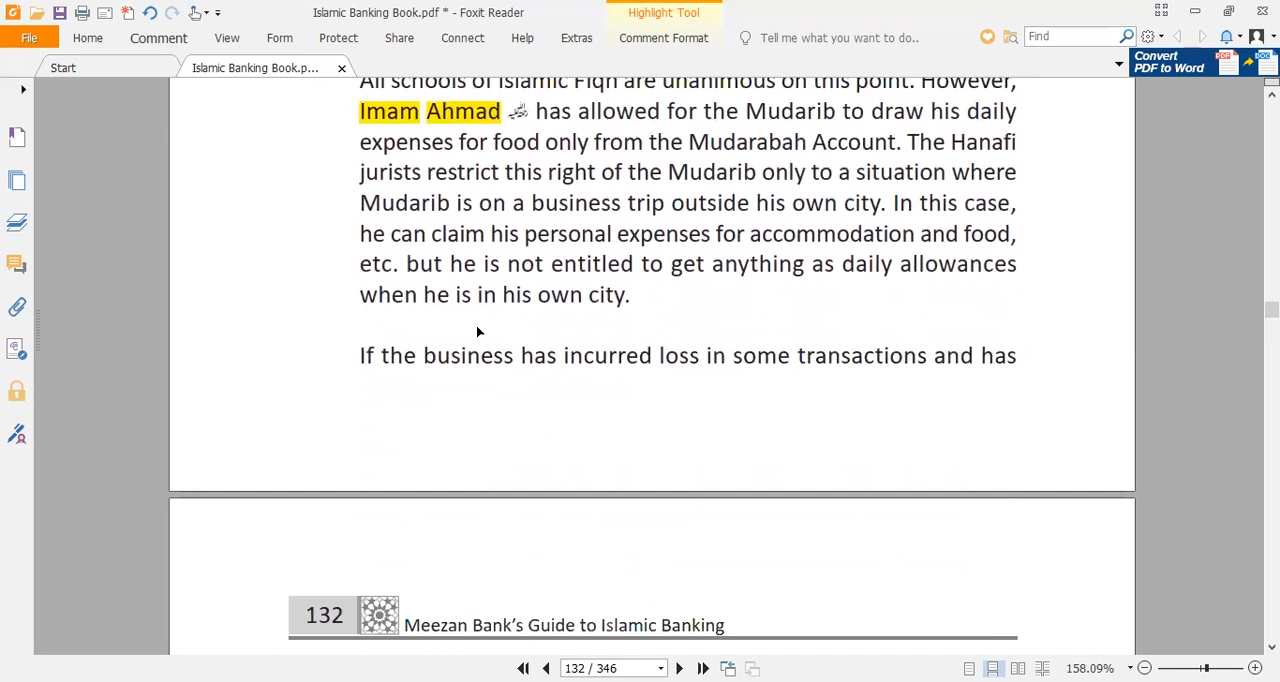 Islamic Banking Book.pdf * - Foxit Reader
Highlight Tool
File Home Comment View Form Protect Share Connect Help Extras Comment Format Tell me what you want to do.. Find
Start
Islamic Banking Book.p...
Convert
PDF to Word
All schools of Islamic Fiqh are unanimous on this point. However,
Imam Ahmad has allowed for the Mudarib to draw his daily
expenses for food only from the Mudarabah Account. The Hanafi
jurists restrict this right of the Mudarib only to a situation where
Mudarib is on a business trip outside his own city. In this case,
he can claim his personal expenses for accommodation and food,
etc. but he is not entitled to get anything as daily allowances
when he is in his own city.
If the business has incurred loss in some transactions and has
132
Meezan Bank's Guide to Islamic Banking
132 / 346
158.09%